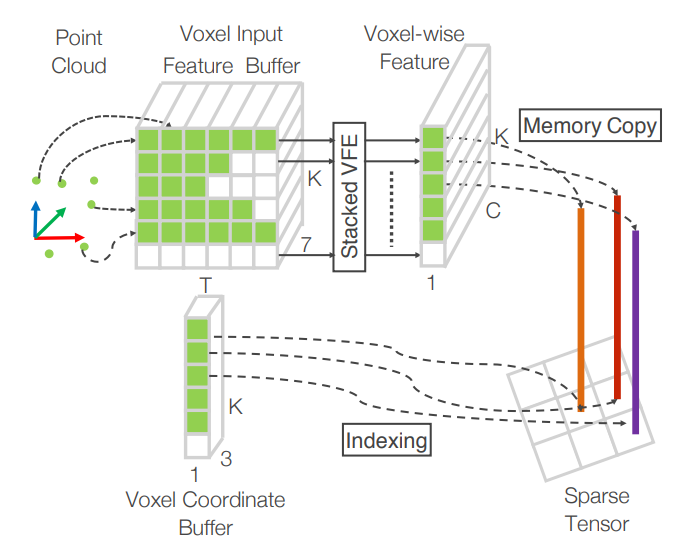 Point
Cloud
Voxel Input
Feature Buffer
Voxel-wise
Feature
Memory Copy
Stacked VFE
K
K
C
7
T
1
K
3
1
Indexing
Voxel Coordinate
Buffer
Sparse
Tensor